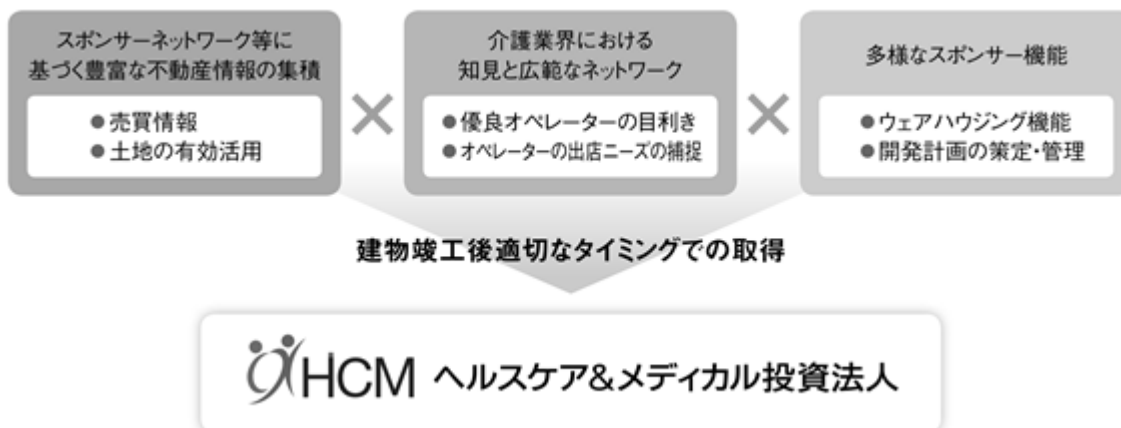 スポンサーネットワーク等に
基づく豊富な不動産情報の集積
●売買情報
●土地の有効活用
×
介護業界における
知見と広範なネットワーク
●優良オペレーターの目利き
●オペレーターの出店ニーズの捕捉
×
多様なスポンサー機能
●ウェアハウジング機能
●開発計画の策定・管理
建物竣工後適切なタイミングでの取得
HCM ヘルスケア&メディカル投資法人